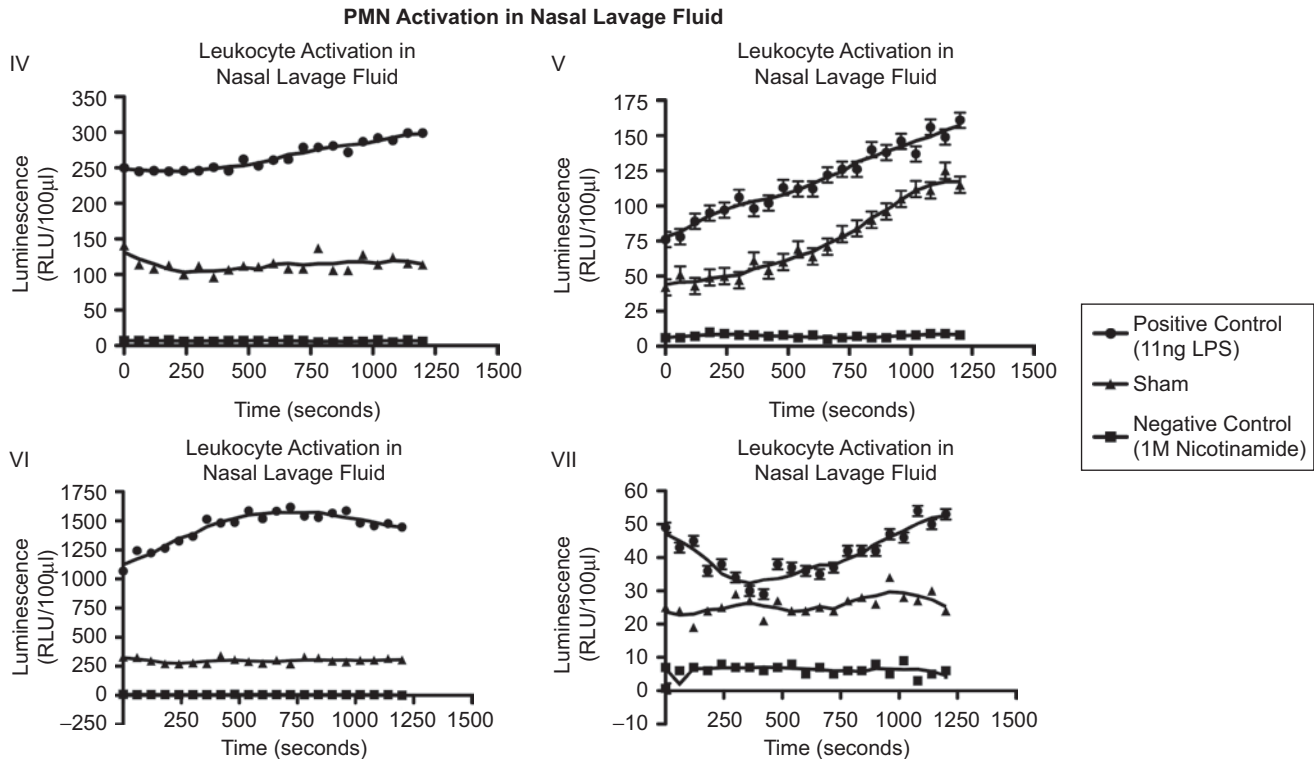 PMN Activation in Nasal Lavage Fluid
IV
Leukocyte Activation in
Nasal Lavage Fluid
350
300
250
200
150
100
50
0
Luminescence
(RLU/100µl)
0 250 500 750 1000 1250
Time (seconds)
V
Leukocyte Activation in
Nasal Lavage Fluid
175
150
125
100
75
50
25
0
Luminescence
(RLU/100µl)
0 250 500 750 1000 1250
Time (seconds)
Positive Control
(11ng LPS)
Sham
Negative Control
(1M Nicotinamide)
VI
Leukocyte Activation in
Nasal Lavage Fluid
1750
1500
1250
1000
750
500
250
0
−250
Luminescence
(RLU/100µl)
250 500 750 1000 1250 1500
Time (seconds)
VII
Leukocyte Activation in
Nasal Lavage Fluid
60
50
40
30
20
10
0
−10
Luminescence
(RLU/100µl)
250 500 750 1000 1250 1500
Time (seconds)